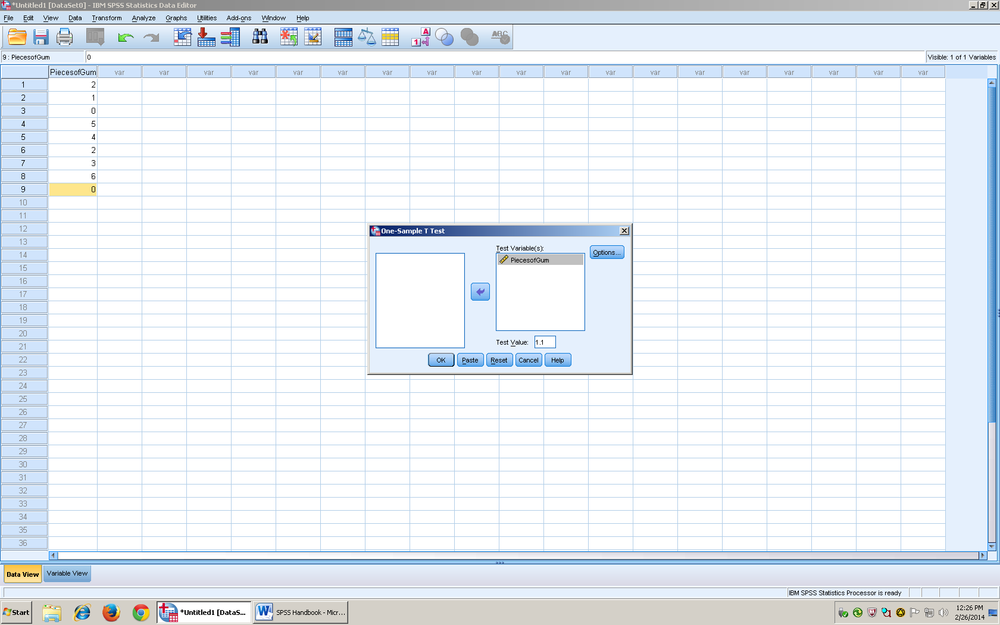 *Untitled1 [DataSet0] - IBM SPSS Statistics Data Editor
File Edit View Data Transform Analyze Graphs Utilities Add-ons Window Help
9 : PiecesofGum 0 Visible: 1 of 1 Variables
PiecesofGum var var var var var var var var var var var var var var var var var var var
1 2
2 1
3 0
4 5
5 4
6 2
7 3
8 6
9 0
10
11
12
13
14
15
16
17
18
19
20
21
22
23
24
25
26
27
28
29
30
31
32
33
34
35
36
One-Sample T Test
Test Variable(s):
PiecesofGum
Options...
Test Value: 1.1
OK Paste Reset Cancel Help
Data View Variable View
IBM SPSS Statistics Processor is ready
Start *Untitled1 [DataS... SPSS Handbook - Micr... 12:26 PM
2/26/2014